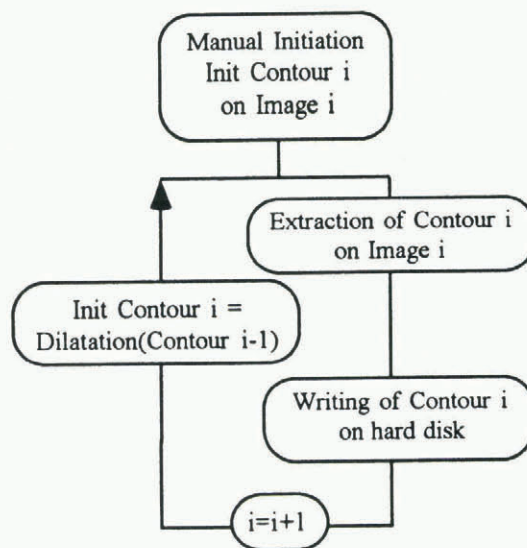 Manual Initiation
Init Contour i
on Image i
Extraction of Contour i
on Image i
Init Contour i =
Dilatation(Contour i-1)
Writing of Contour i
on hard disk
i=i+1